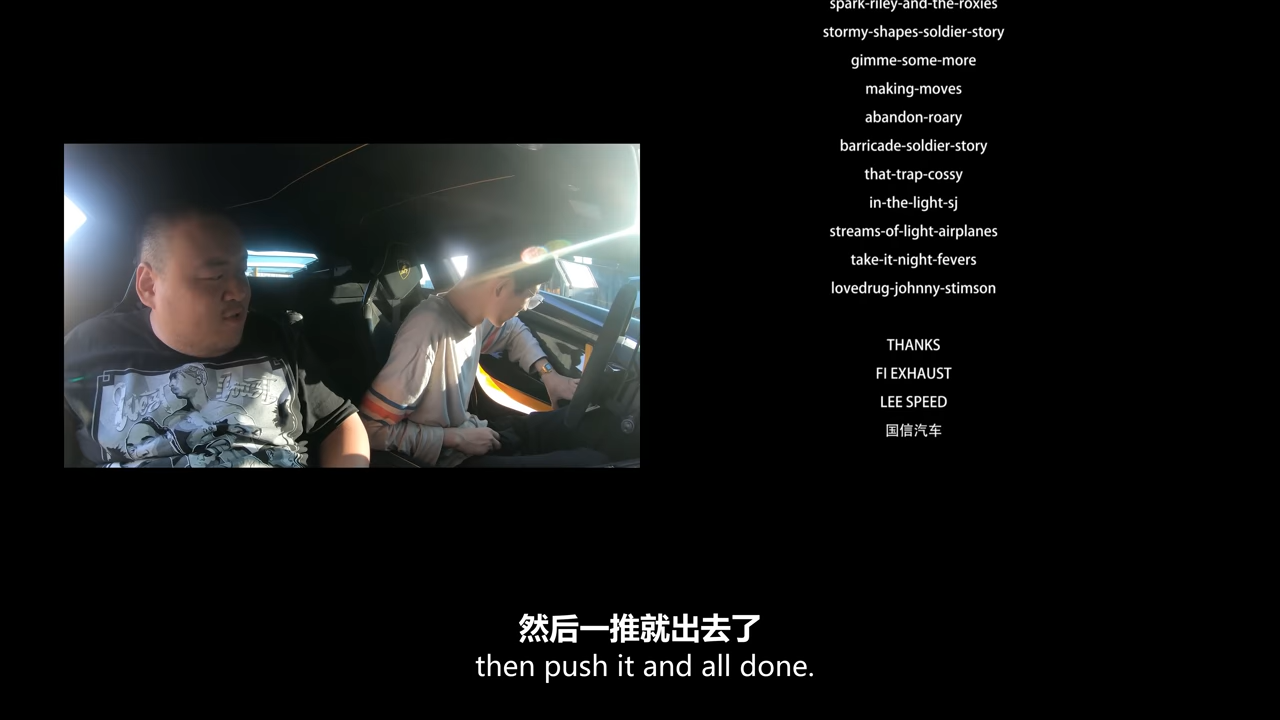 spark-riley-and-the-roxies
stormy-shapes-soldier-story
gimme-some-more
making-moves
abandon-roary
barricade-soldier-story
that-trap-cossy
in-the-light-sj
streams-of-light-airplanes
take-it-night-fevers
lovedrug-johnny-stimson
THANKS
FI EXHAUST
LEE SPEED
国信汽车
然后一推就出去了
then push it and all done.